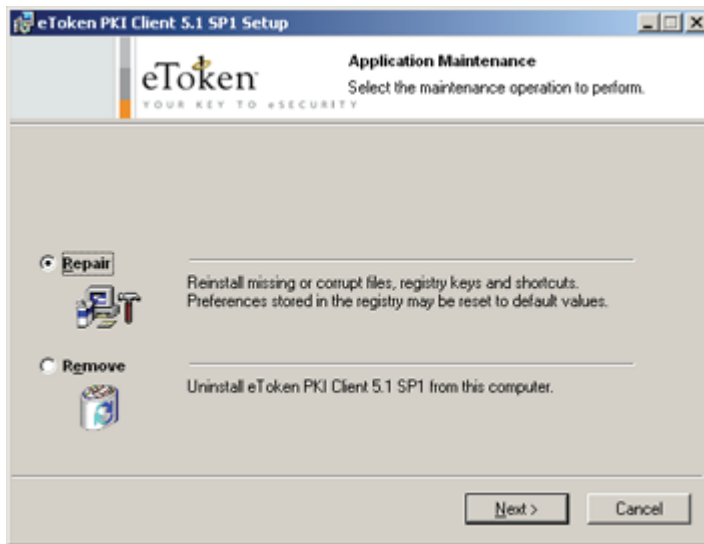 eToken PKI Client 5.1 SP1 Setup
eToken
YOUR KEY TO eSECURITY
Application Maintenance
Select the maintenance operation to perform.
Repair
Reinstall missing or corrupt files, registry keys and shortcuts.
Preferences stored in the registry may be reset to default values.
Remove
Uninstall eToken PKI Client 5.1 SP1 from this computer.
Next >
Cancel